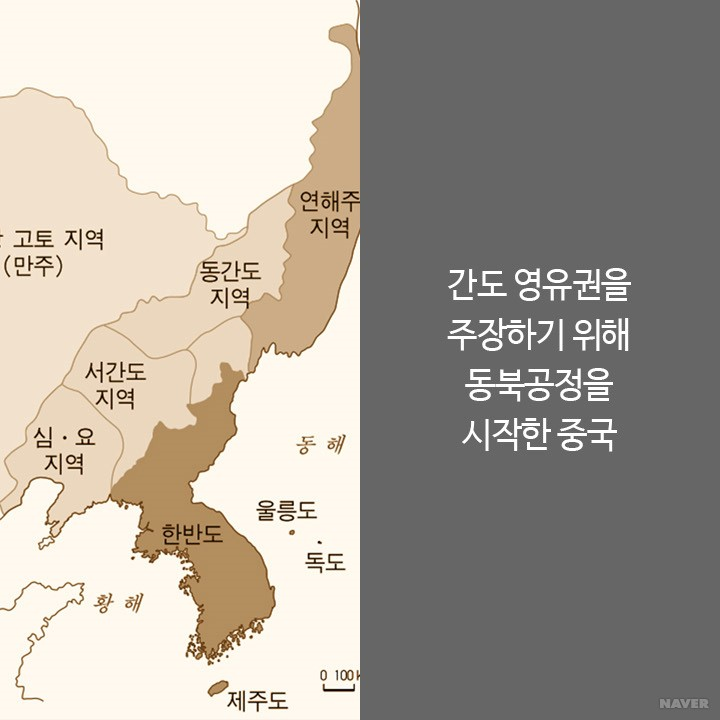 연해주
지역
고토 지역
(만주)
동간도
지역
서간도
지역
심·요
지역
동해
울릉도
독도
한반도
황해
제주도
0 100
간도 영유권을
주장하기 위해
동북공정을
시작한 중국
NAVER